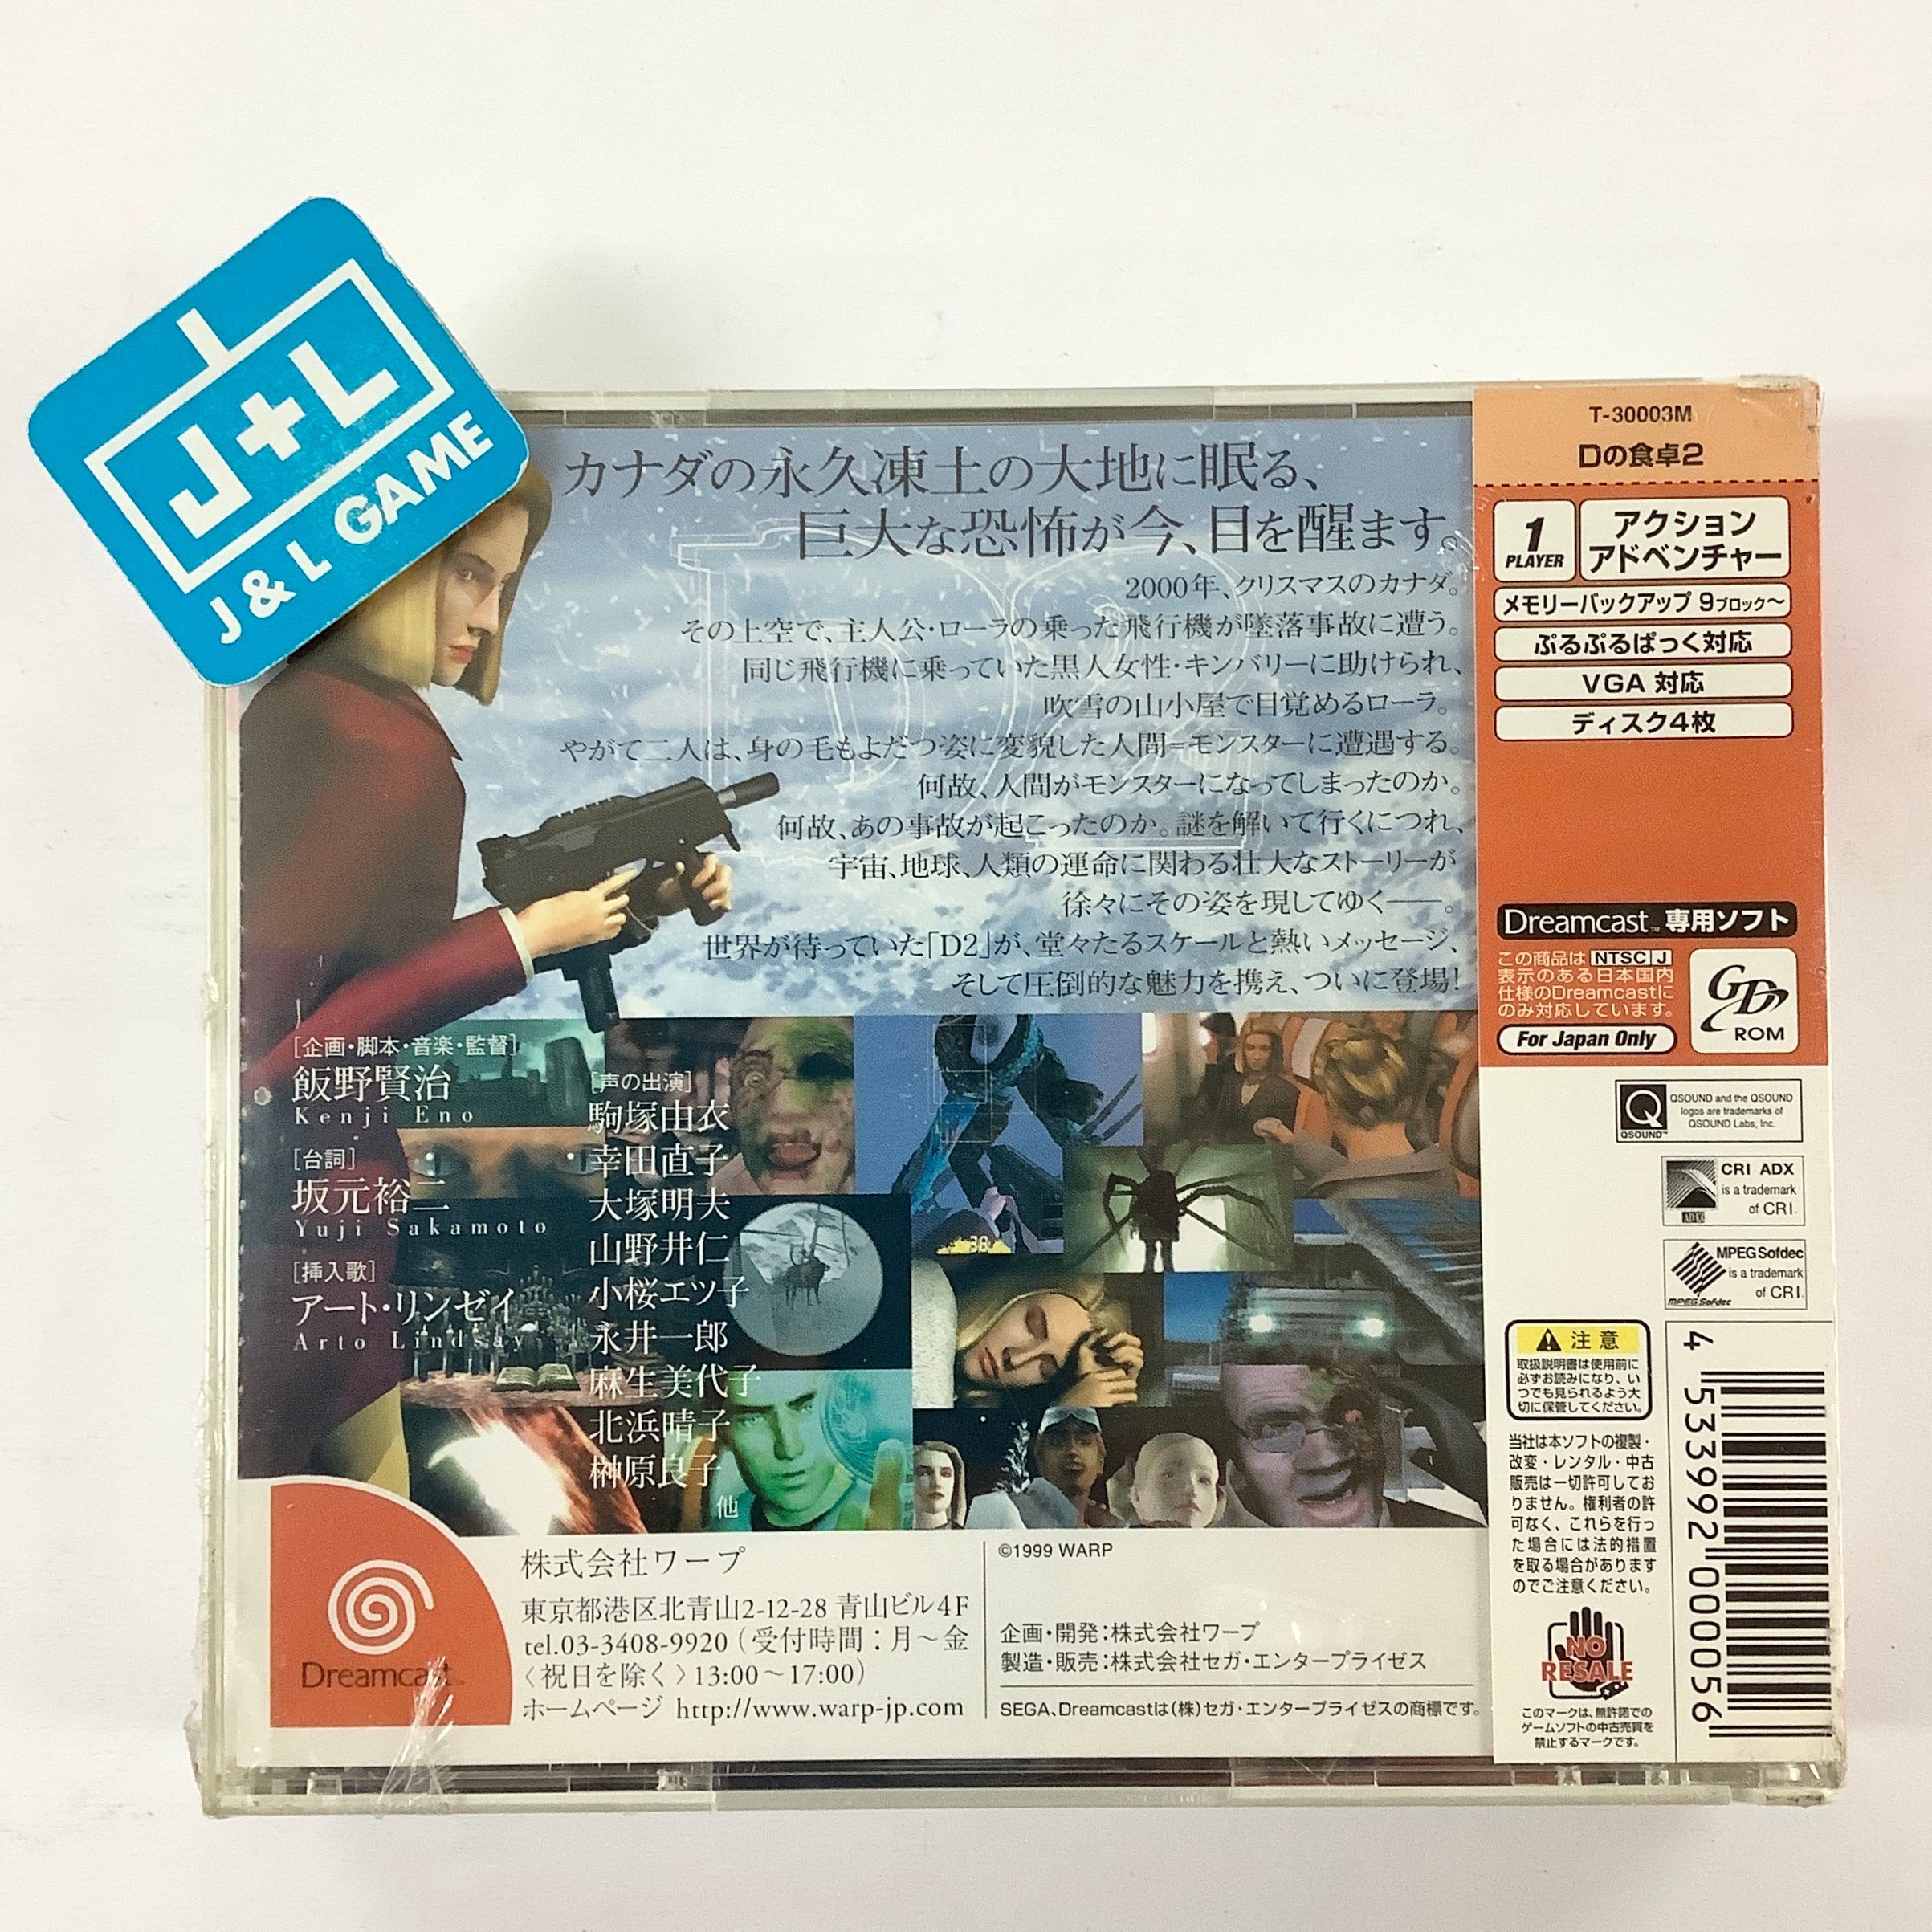 J+L
J & L GAME
カナダの永久凍土の大地に眠る、
巨大な恐怖が今、目を醒ます。
2000年、クリスマスのカナダ。
その上空で、主人公・ローラの乗った飛行機が墜落事故に遭う。
同じ飛行機に乗っていた黒人女性・キンバリーに助けられ、
吹雪の山小屋で目覚めるローラ。
やがて二人は、身の毛もよだつ姿に変貌した人間=モンスターに遭遇する。
何故、人間がモンスターになってしまったのか。
何故、あの事故が起こったのか。謎を解いて行くにつれ、
宇宙、地球、人類の運命に関わる壮大なストーリーが
徐々にその姿を現してゆく――。
世界が待っていた「D2」が、堂々たるスケールと熱いメッセージ、
そして圧倒的な魅力を携え、ついに登場!
[企画・脚本・音楽・監督]
飯野賢治
Kenji Eno
[台詞]
坂元裕二
Yuji Sakamoto
[挿入歌]
アート・リンゼイ
Arto Lindsay
[声の出演]
駒塚由衣
幸田直子
大塚明夫
山野井仁
小桜エツ子
永井一郎
麻生美代子
北浜晴子
榊原良子
他
38
Dreamcast™
株式会社ワープ
東京都港区北青山2-12-28 青山ビル4F
tel.03-3408-9920（受付時間：月〜金
〈祝日を除く〉13:00〜17:00）
ホームページ http://www.warp-jp.com
©1999 WARP
企画・開発：株式会社ワープ
製造・販売：株式会社セガ・エンタープライゼス
SEGA、Dreamcastは(株)セガ・エンタープライゼスの商標です。
T-30003M
Dの食卓2
1
PLAYER
アクション
アドベンチャー
メモリーバックアップ 9ブロック〜
ぷるぷるぱっく対応
VGA 対応
ディスク4枚
Dreamcast™ 専用ソフト
この商品は NTSC J
表示のある日本国内
仕様のDreamcastに
のみ対応しています。
For Japan Only
GD
ROM
Q
QSOUND™
QSOUND and the QSOUND
logos are trademarks of
QSOUND Labs, Inc.
CRI ADX
is a trademark
of CRI.
ADX
MPEG Sofdec
is a trademark
of CRI.
MPEG Sofdec
注意
取扱説明書は使用前に
必ずお読みになり、い
つでも見られるよう大
切に保管してください。
当社は本ソフトの複製・
改変・レンタル・中古
販売は一切許可してお
りません。権利者の許
可なく、これらを行っ
た場合には法的措置
を取る場合があります
のでご注意ください。
NO
RESALE
このマークは、無許諾での
ゲームソフトの中古売買を
禁止するマークです。
4 533992 000056